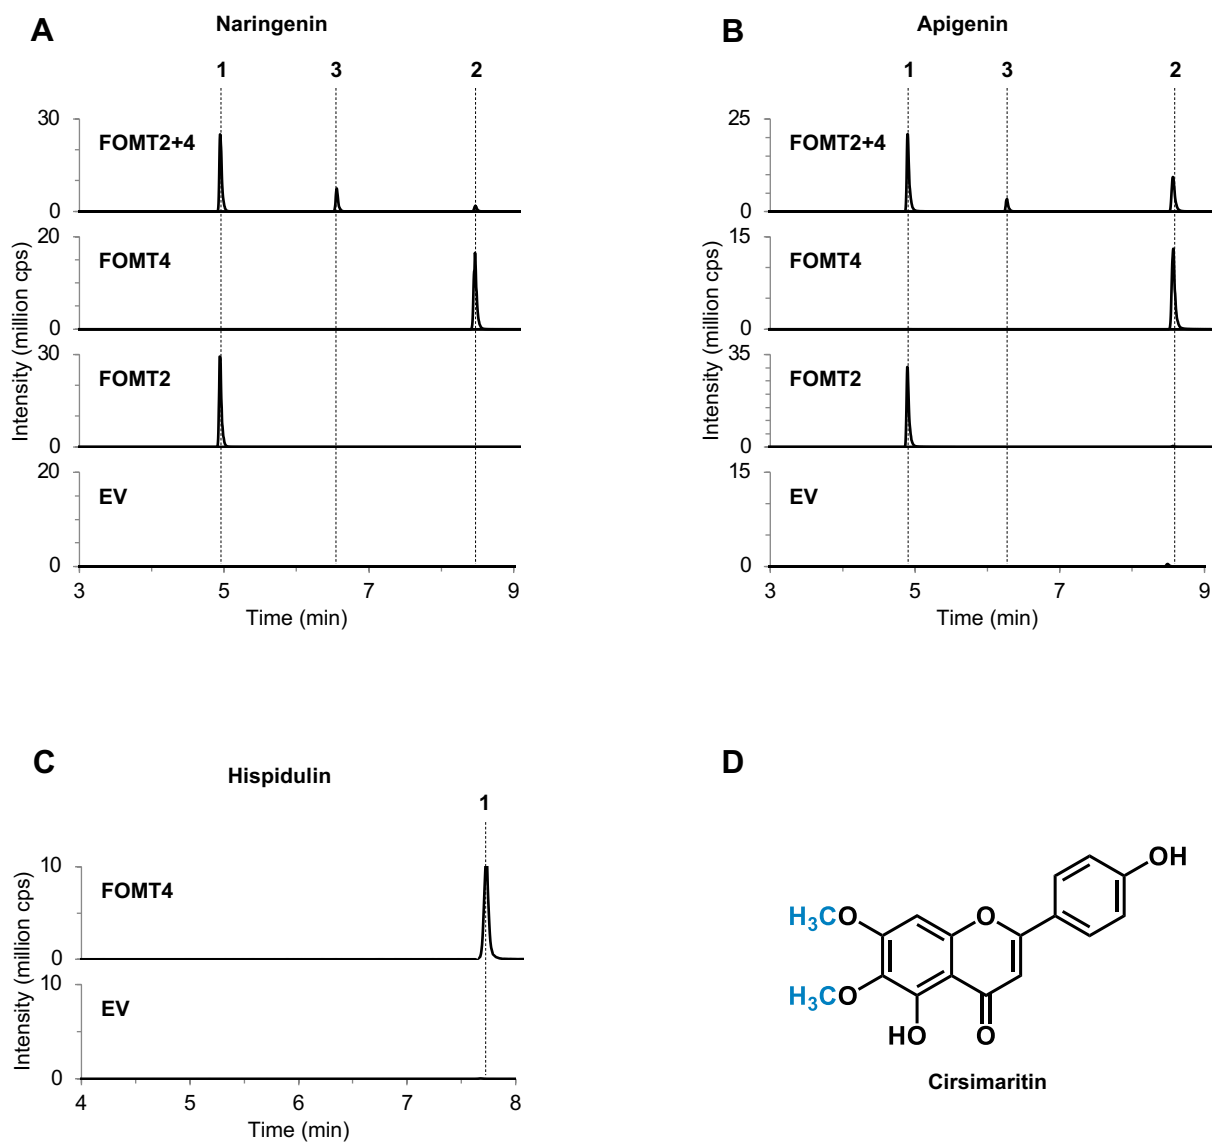 A
Naringenin
1 3 2
30
FOMT2+4
0
20
FOMT4
0
30
FOMT2
0
20
EV
0
3 5 7 9
Time (min)
Intensity (million cps)
B
Apigenin
1 3 2
25
FOMT2+4
0
15
FOMT4
0
35
FOMT2
0
15
EV
0
3 5 7 9
Time (min)
Intensity (million cps)
C
Hispidulin
1
10
FOMT4
0
10
EV
0
4 5 6 7 8
Time (min)
Intensity (million cps)
D
OH
H3CO O
H3CO
HO O
Cirsimaritin